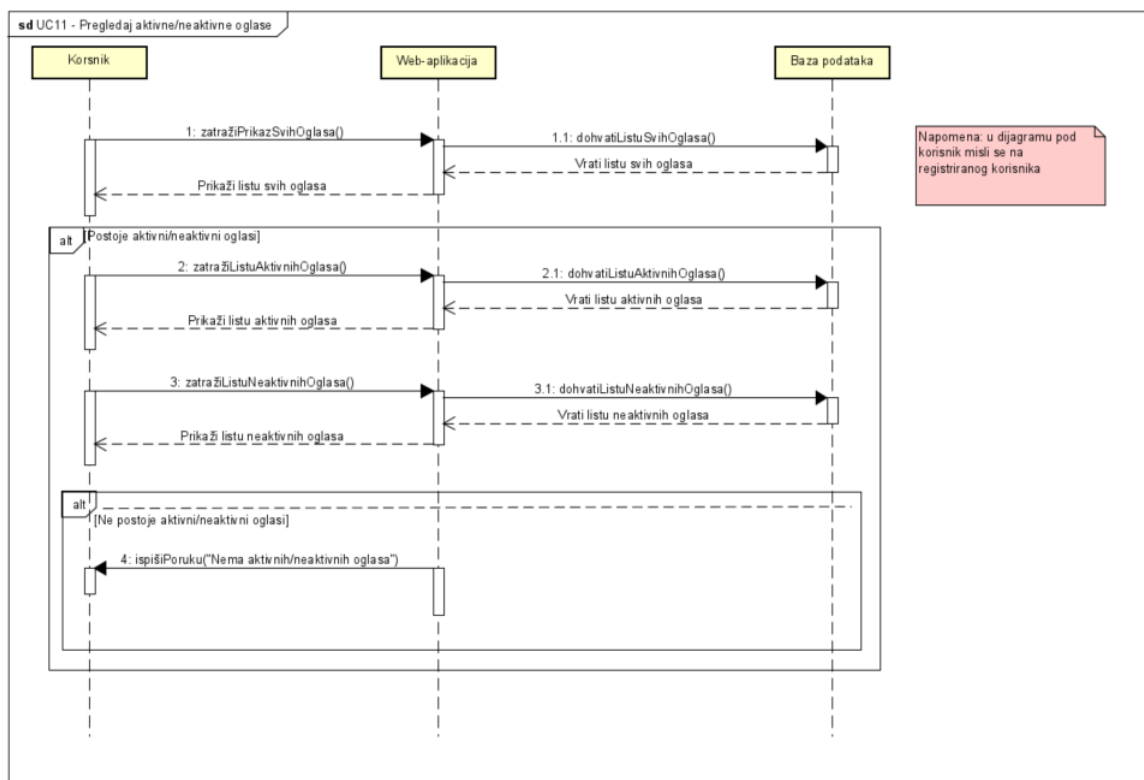 sd UC11 - Pregledaj aktivne/neaktivne oglase
Korsnik
Web-aplikacija
Baza podataka
1: zatražiPrikazSvihOglasa()
1.1: dohvatiListuSvihOglasa()
Vrati listu svih oglasa
Prikaži listu svih oglasa
Napomena: u dijagramu pod
korisnik misli se na
registriranog korisnika
alt
[Postoje aktivni/neaktivni oglasi]
2: zatražiListuAktivnihOglasa()
2.1: dohvatiListuAktivnihOglasa()
Vrati listu aktivnih oglasa
Prikaži listu aktivnih oglasa
3: zatražiListuNeaktivnihOglasa()
3.1: dohvatiListuNeaktivnihOglasa()
Vrati listu neaktivnih oglasa
Prikaži listu neaktivnih oglasa
alt
[Ne postoje aktivni/neaktivni oglasi]
4: ispišiPoruku("Nema aktivnih/neaktivnih oglasa")